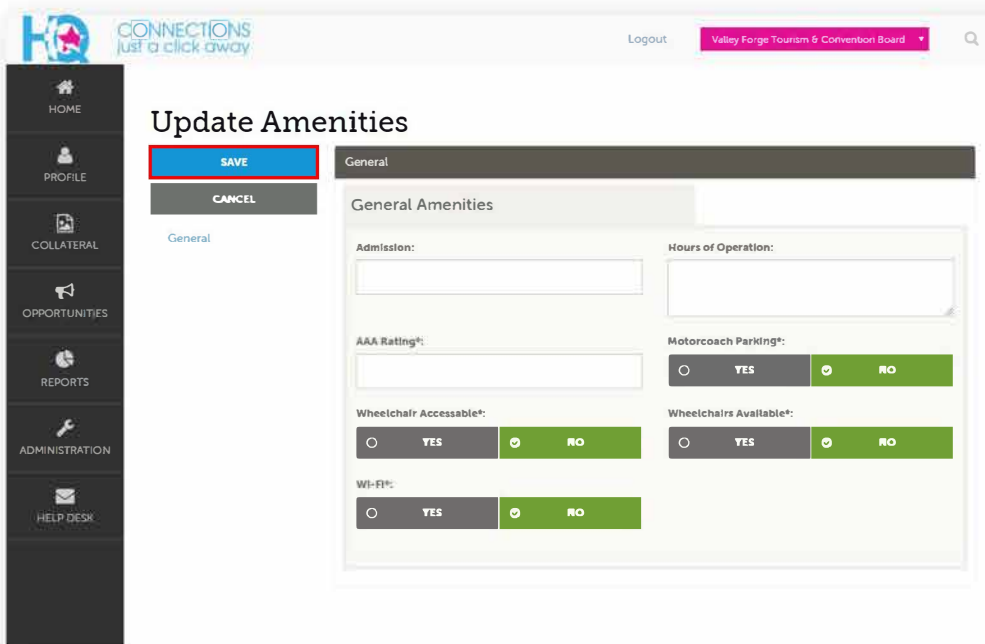 HQ
CONNECTIONS
just a click away
Logout
Valley Forge Tourism & Convention Board
HOME
PROFILE
COLLATERAL
OPPORTUNITIES
REPORTS
ADMINISTRATION
HELP DESK
Update Amenities
SAVE
CANCEL
General
General
General Amenities
Admission:
Hours of Operation:
AAA Rating*:
Motorcoach Parking*:
YES NO
Wheelchair Accessable*:
Wheelchairs Available*:
YES NO
YES NO
Wi-Fi*:
YES NO